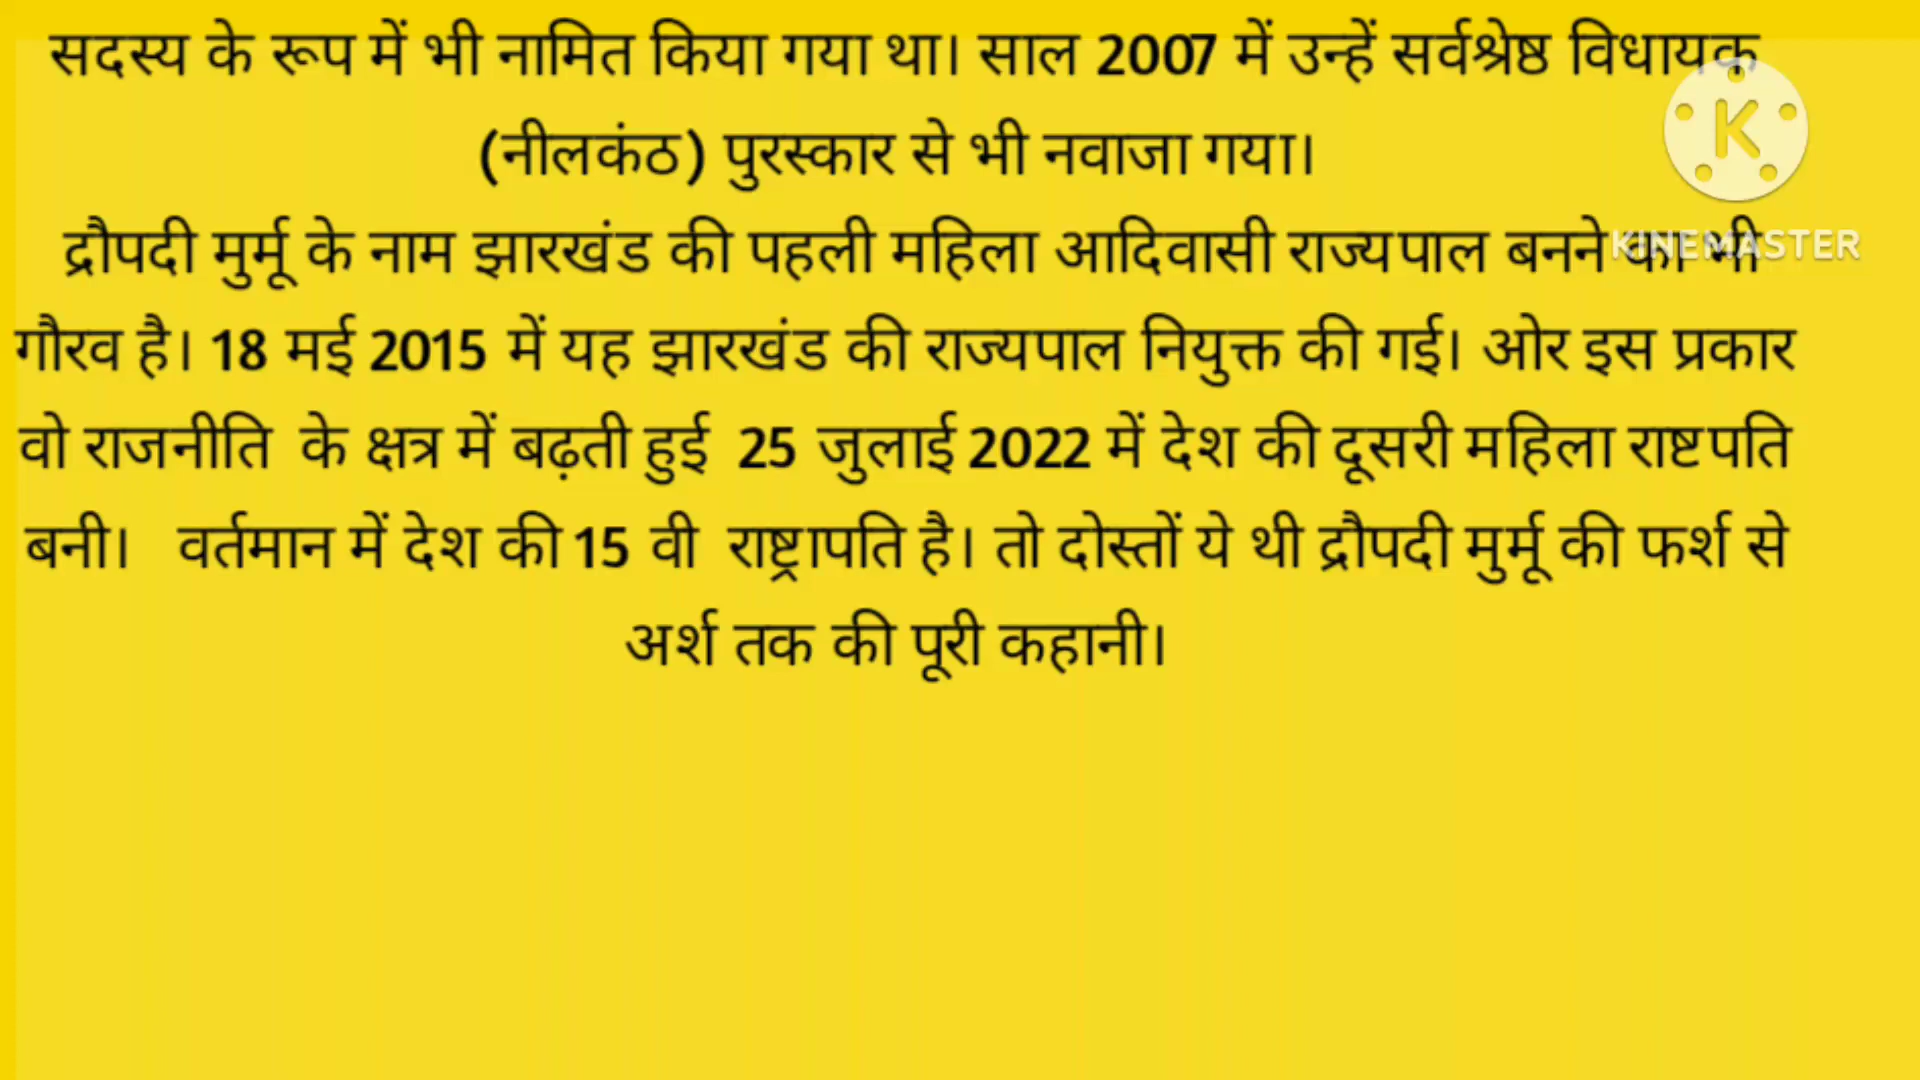 सदस्य के रूप में भी नामित किया गया था। साल 2007 में उन्हें सर्वश्रेष्ठ विधायक
(नीलकंठ) पुरस्कार से भी नवाजा गया।
द्रौपदी मुर्मू के नाम झारखंड की पहली महिला आदिवासी राज्यपाल बनने का भी
गौरव है। 18 मई 2015 में यह झारखंड की राज्यपाल नियुक्त की गई। ओर इस प्रकार
वो राजनीति के क्षत्र में बढ़ती हुई 25 जुलाई 2022 में देश की दूसरी महिला राष्टपति
बनी। वर्तमान में देश की 15 वी राष्ट्रापति है। तो दोस्तों ये थी द्रौपदी मुर्मू की फर्श से
अर्श तक की पूरी कहानी।
K
KINEMASTER